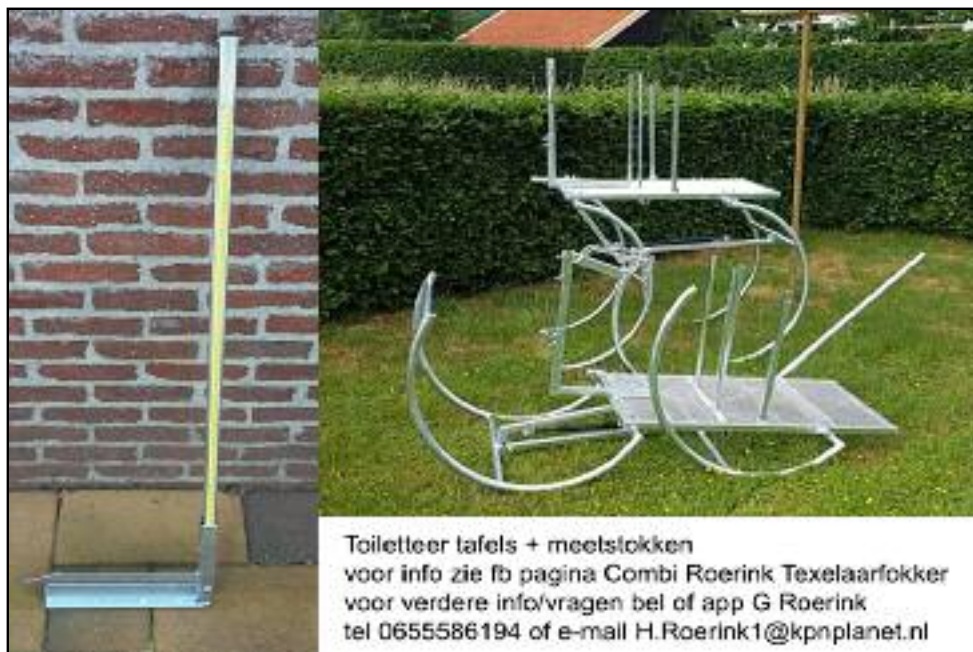 Toiletteer tafels + meetstokken
voor info zie fb pagina Combi Roerink Texelaarfokker
voor verdere info/vragen bel of app G Roerink
tel 0655586194 of e-mail H.Roerink1@kpnplanet.nl